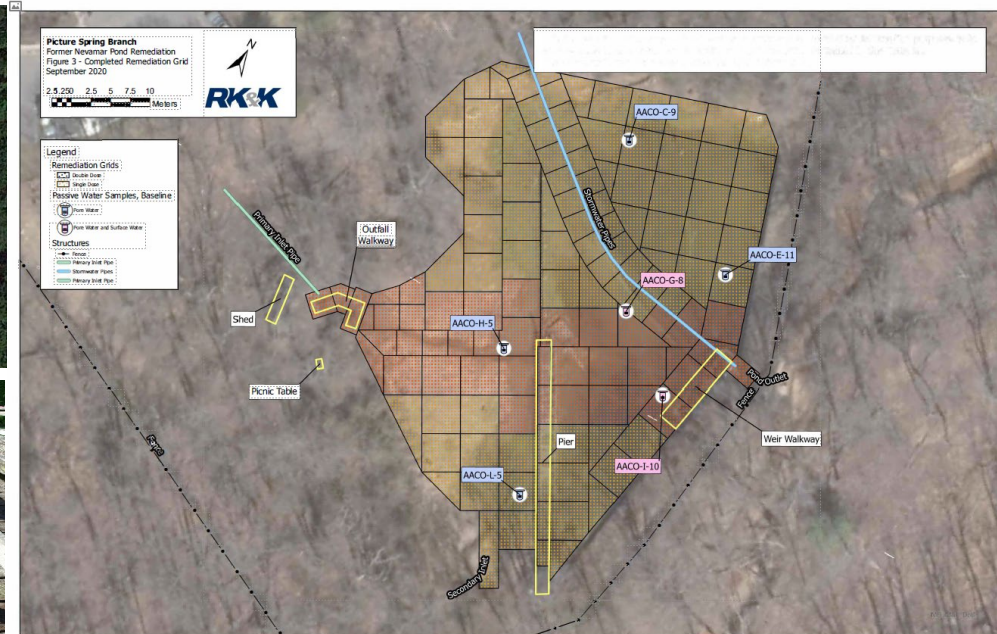 Picture Spring Branch
Former Nevamar Pond Remediation
Figure 3 - Completed Remediation Grid
September 2020
2.5 1.25 0 2.5 5 7.5 10
Meters
N
RK&K
Legend
Remediation Grids
Double Dose
Single Dose
Passive Water Samples, Baseline
Pore Water
Pore Water and Surface Water
Structures
Fence
Primary Inlet Pipe
Stormwater Pipes
Primary Inlet Pipe
AACO-C-9
Primary Inlet Pipe
Outfall
Walkway
Stormwater Pipes
AACO-E-11
AACO-G-8
Shed
AACO-H-5
Picnic Table
Pond Outlet
Fence
Weir Walkway
Pier
Fence
AACO-I-10
AACO-L-5
Secondary Inlet